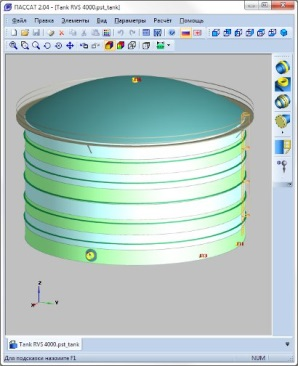 ПАССАТ 2.04 - [Tank RVS 4000.pst_tank]
Файл Правка Элементы Вид Параметры Расчёт Помощь
Z
X Y
Tank RVS 4000.pst_tank
Для подсказки нажмите F1 NUM